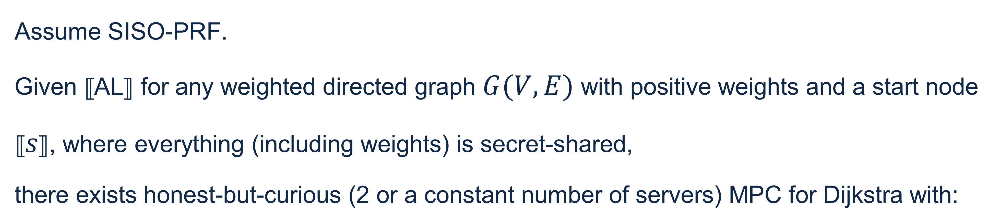 Assume SISO-PRF.
Given ⟦AL⟧ for any weighted directed graph G(V, E) with positive weights and a start node
⟦s⟧, where everything (including weights) is secret-shared,
there exists honest-but-curious (2 or a constant number of servers) MPC for Dijkstra with: